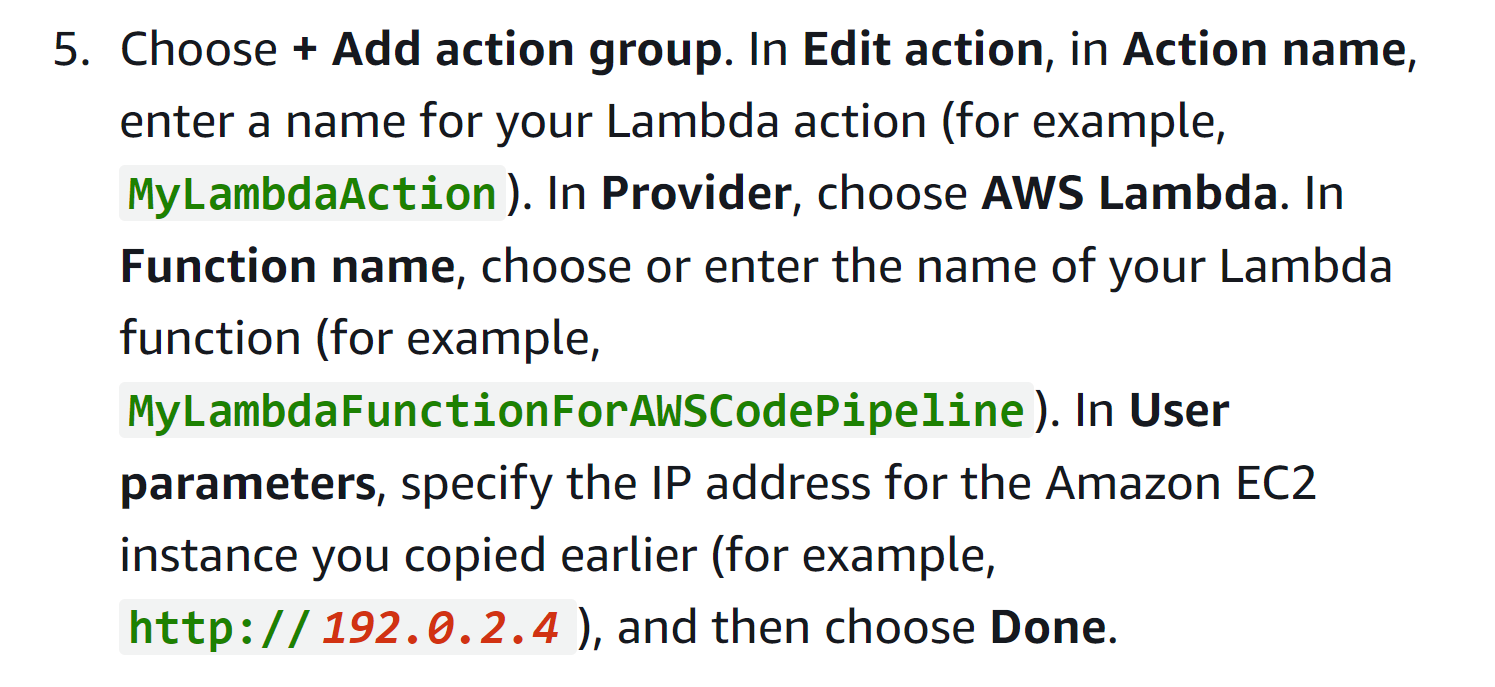 5. Choose + Add action group. In Edit action, in Action name,
enter a name for your Lambda action (for example,
MyLambdaAction). In Provider, choose AWS Lambda. In
Function name, choose or enter the name of your Lambda
function (for example,
MyLambdaFunctionForAWSCodePipeline). In User
parameters, specify the IP address for the Amazon EC2
instance you copied earlier (for example,
http://192.0.2.4), and then choose Done.